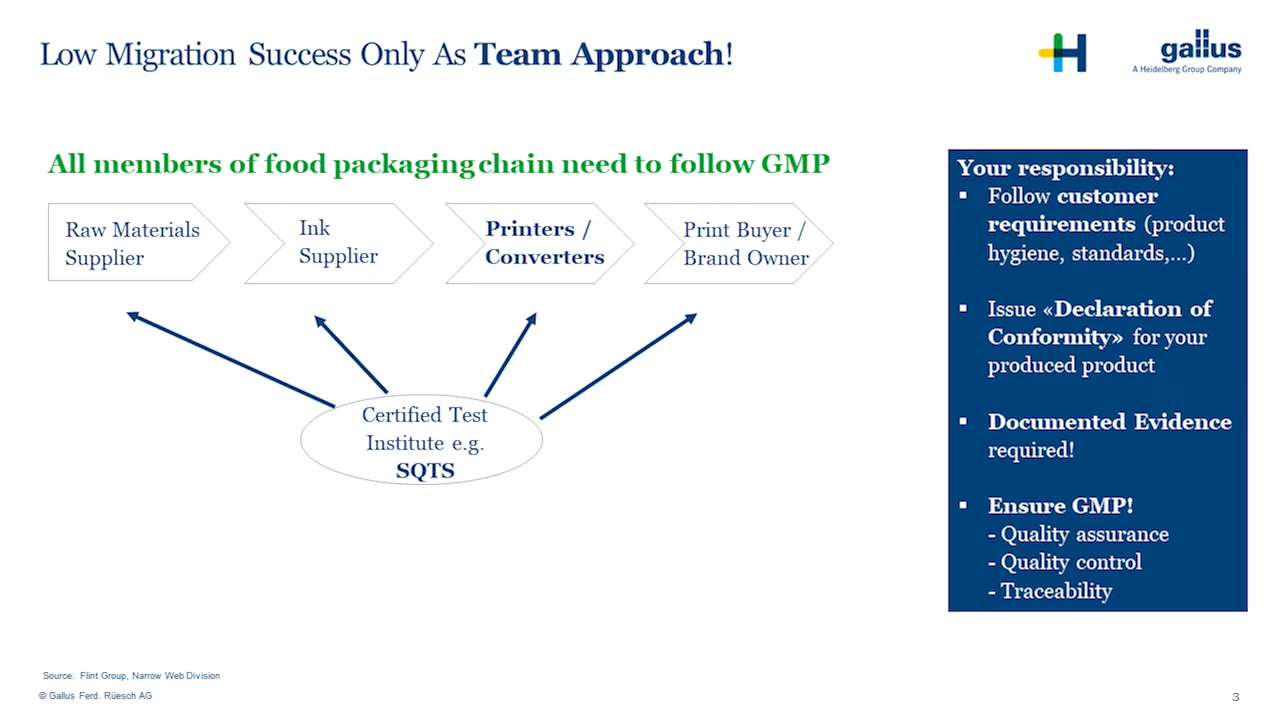 Low Migration Success Only As Team Approach!
gallus
A Heidelberg Group Company
All members of food packaging chain need to follow GMP
Raw Materials
Supplier
Ink
Supplier
Printers /
Converters
Print Buyer /
Brand Owner
Certified Test
Institute e.g.
SQTS
Your responsibility:
▪ Follow customer
requirements (product
hygiene, standards,...)
▪ Issue «Declaration of
Conformity» for your
produced product
▪ Documented Evidence
required!
▪ Ensure GMP!
- Quality assurance
- Quality control
- Traceability
Source: Flint Group, Narrow Web Division
© Gallus Ferd. Rüesch AG
3